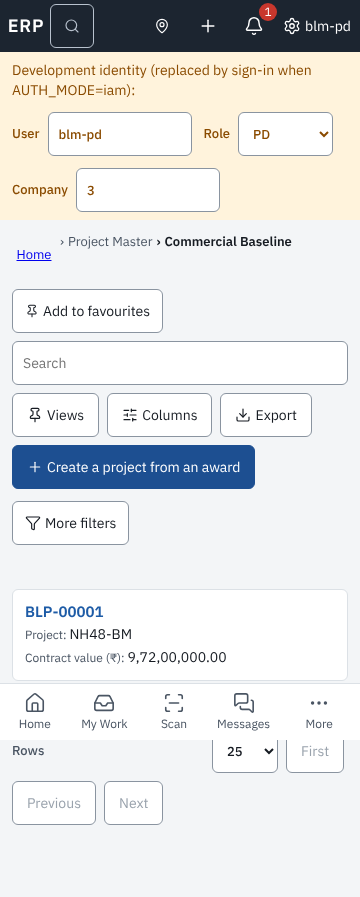 ERP
1
blm-pd
Development identity (replaced by sign-in when
AUTH_MODE=iam):
User blm-pd Role PD
Company 3
› Project Master › Commercial Baseline
Home
Add to favourites
Search
Views Columns Export
Create a project from an award
More filters
BLP-00001
Project: NH48-BM
Contract value (₹): 9,72,00,000.00
Home My Work Scan Messages More
Rows 25 First
Previous Next